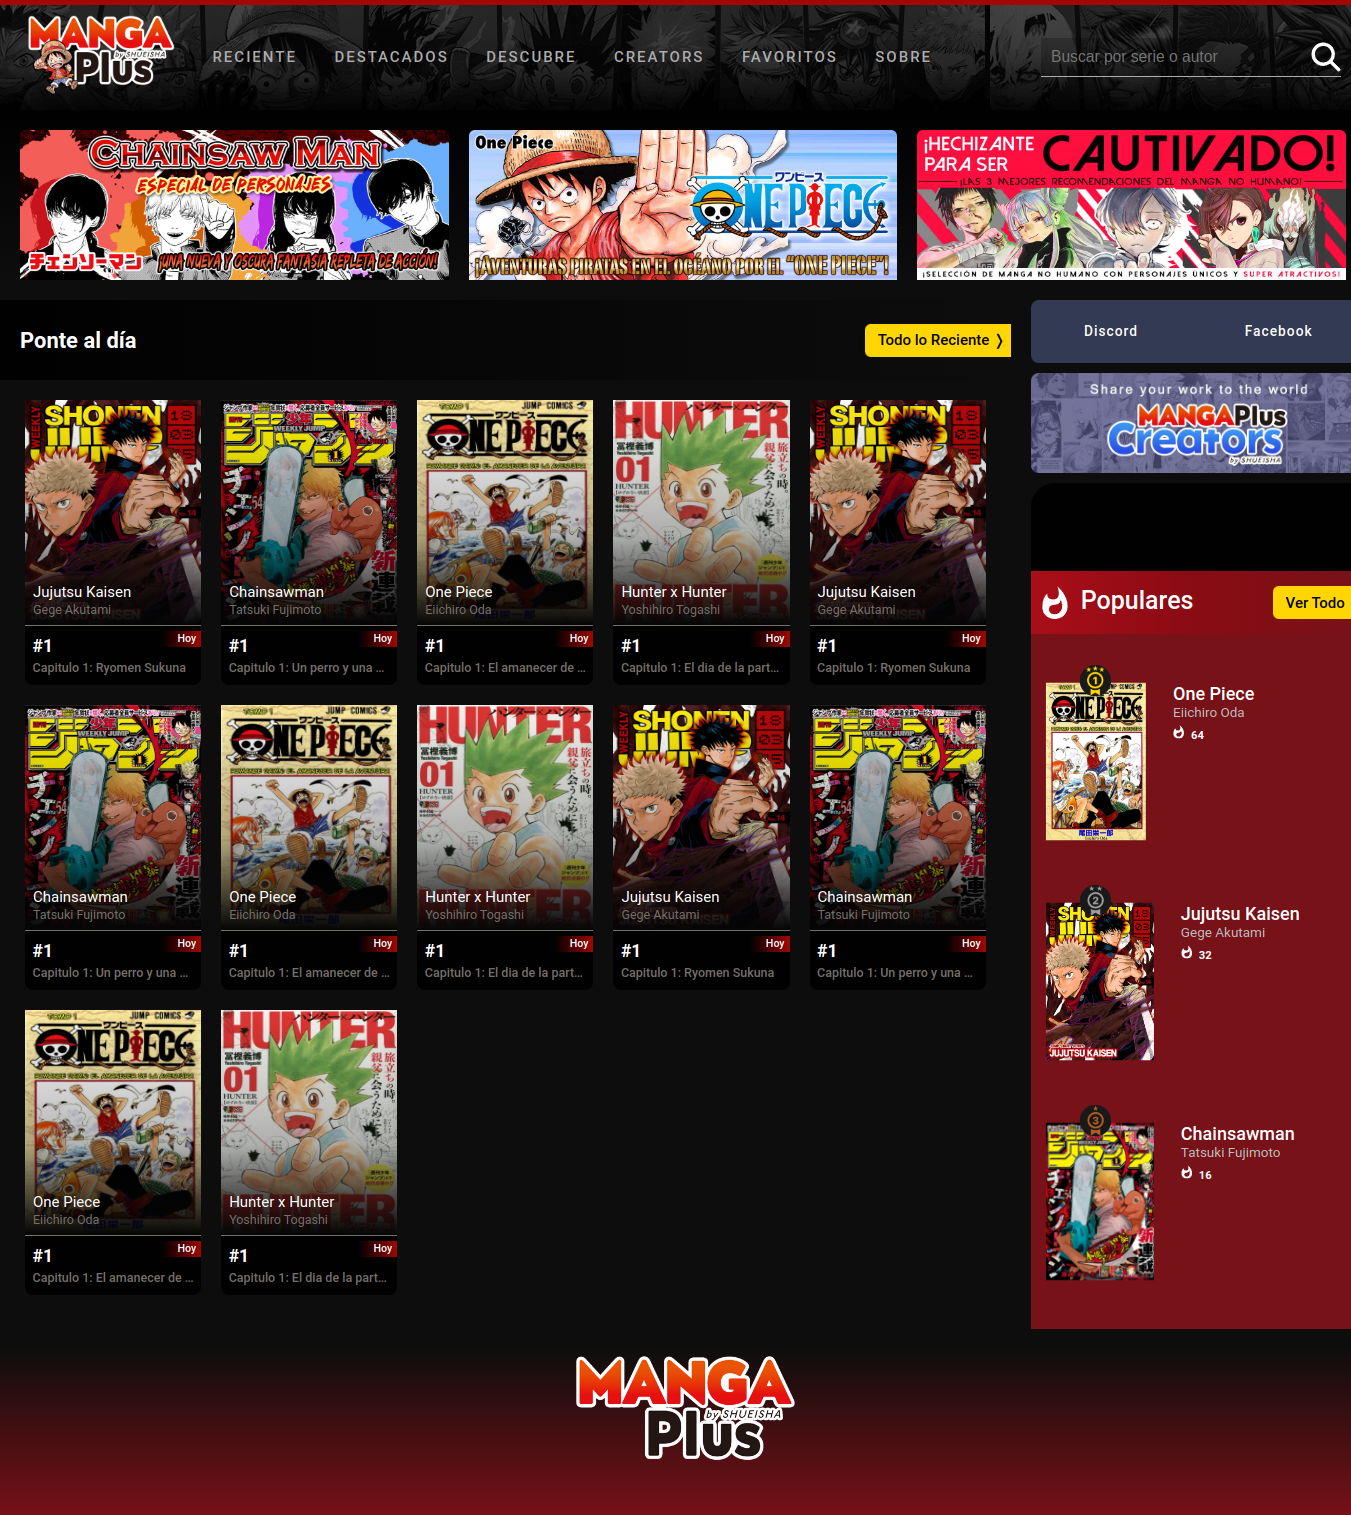 MANGA
by SHUEISHA
Plus
RECIENTE DESTACADOS DESCUBRE CREATORS FAVORITOS SOBRE
Buscar por serie o autor
CHAINSAW MAN
ESPECIAL DE PERSONAJES
チェンソーマン
¡UNA NUEVA Y OSCURA FANTASÍA REPLETA DE ACCIÓN!
One Piece
ワンピース
ONE PIECE
¡AVENTURAS PIRATAS EN EL OCÉANO POR EL "ONE PIECE"!
¡HECHIZANTE
PARA SER
CAUTIVADO!
¡LAS 3 MEJORES RECOMENDACIONES DEL MANGA NO HUMANO!
¡SELECCIÓN DE MANGA NO HUMANO CON PERSONAJES ÚNICOS Y SUPER ATRACTIVOS!
Ponte al día
Todo lo Reciente ❭
Discord Facebook
Share your work to the world
MANGA Plus
Creators
by SHUEISHA
Jujutsu Kaisen
Gege Akutami
#1
Hoy
Capitulo 1: Ryomen Sukuna
Chainsawman
Tatsuki Fujimoto
#1
Hoy
Capitulo 1: Un perro y una ...
One Piece
Eiichiro Oda
#1
Hoy
Capitulo 1: El amanecer de ...
Hunter x Hunter
Yoshihiro Togashi
#1
Hoy
Capitulo 1: El dia de la part...
Jujutsu Kaisen
Gege Akutami
#1
Hoy
Capitulo 1: Ryomen Sukuna
Chainsawman
Tatsuki Fujimoto
#1
Hoy
Capitulo 1: Un perro y una ...
One Piece
Eiichiro Oda
#1
Hoy
Capitulo 1: El amanecer de ...
Hunter x Hunter
Yoshihiro Togashi
#1
Hoy
Capitulo 1: El dia de la part...
Jujutsu Kaisen
Gege Akutami
#1
Hoy
Capitulo 1: Ryomen Sukuna
Chainsawman
Tatsuki Fujimoto
#1
Hoy
Capitulo 1: Un perro y una ...
One Piece
Eiichiro Oda
#1
Hoy
Capitulo 1: El amanecer de ...
Hunter x Hunter
Yoshihiro Togashi
#1
Hoy
Capitulo 1: El dia de la part...
Populares
Ver Todo
1
One Piece
Eiichiro Oda
64
2
Jujutsu Kaisen
Gege Akutami
32
3
Chainsawman
Tatsuki Fujimoto
16
MANGA
by SHUEISHA
Plus